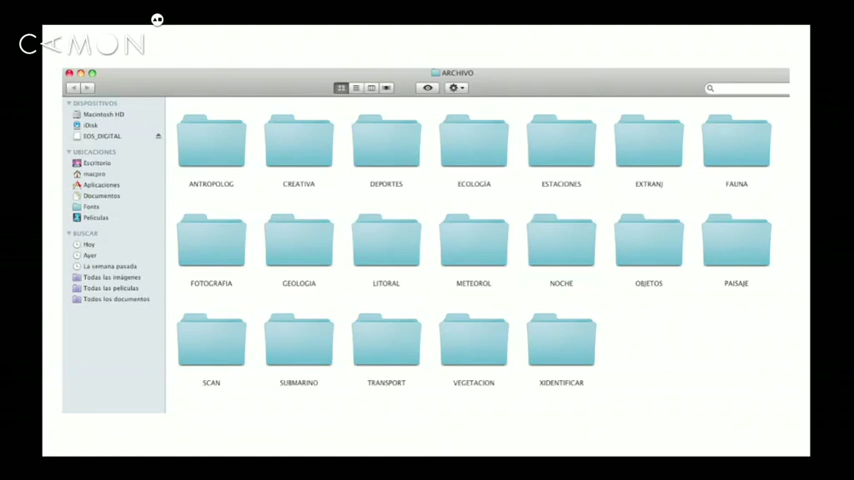 CAMON
ARCHIVO
DISPOSITIVOS
Macintosh HD
iDisk
EOS_DIGITAL
UBICACIONES
Escritorio
macpro
Aplicaciones
Documentos
Fonts
Películas
BUSCAR
Hoy
Ayer
La semana pasada
Todas las imágenes
Todas las películas
Todos los documentos
ANTROPOLOG CREATIVA DEPORTES ECOLOGÍA ESTACIONES EXTRANJ FAUNA
FOTOGRAFIA GEOLOGIA LITORAL METEOROL NOCHE OBJETOS PAISAJE
SCAN SUBMARINO TRANSPORT VEGETACION XIDENTIFICAR